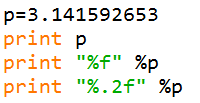 p=3.141592653
print p
print "%f" %p
print "%.2f" %p